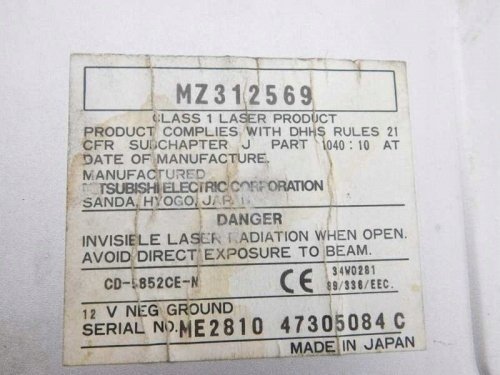 MZ312569
CLASS 1 LASER PRODUCT
PRODUCT COMPLIES WITH DHHS RULES 21
CFR SUBCHAPTER J PART 1040:10 AT
DATE OF MANUFACTURE.
MANUFACTURED
MITSUBISHI ELECTRIC CORPORATION
SANDA, HYOGO, JAPAN
DANGER
INVISIBLE LASER RADIATION WHEN OPEN.
AVOID DIRECT EXPOSURE TO BEAM.
CE 34W0281
89/336/EEC.
12 V NEG GROUND
SERIAL NO. ME2810 47305084 C
MADE IN JAPAN